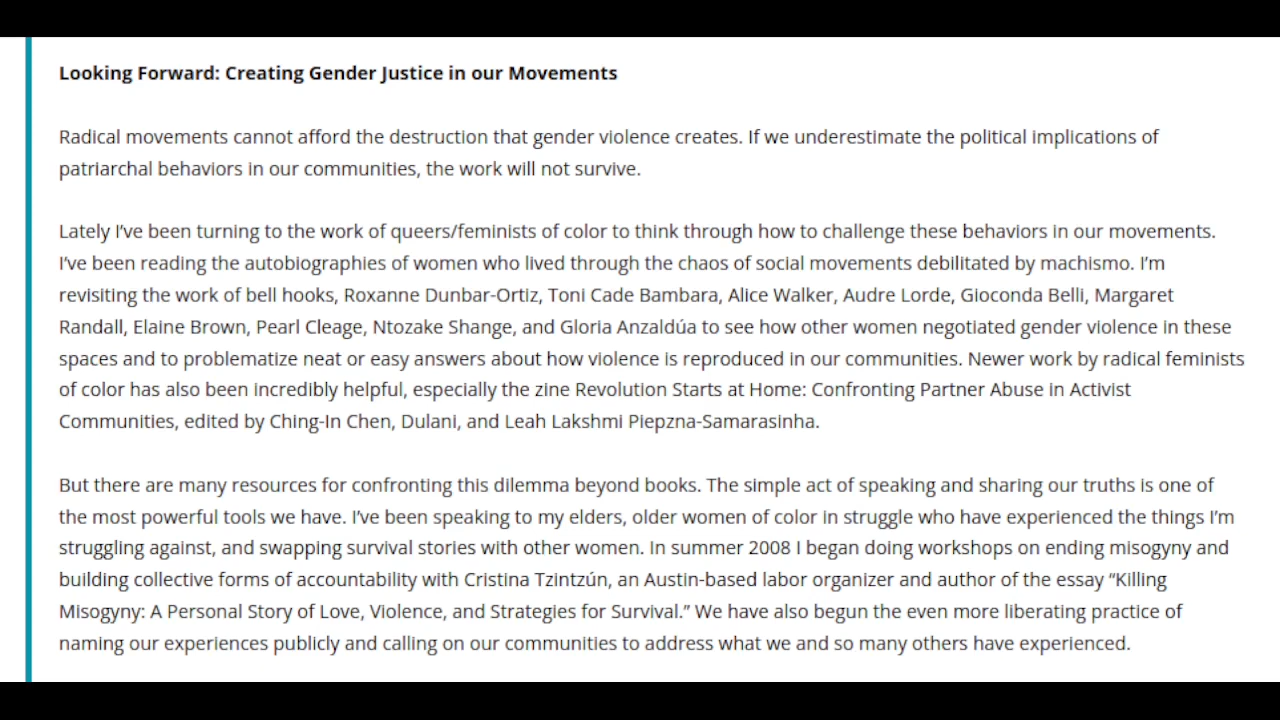 Looking Forward: Creating Gender Justice in our Movements
Radical movements cannot afford the destruction that gender violence creates. If we underestimate the political implications of
patriarchal behaviors in our communities, the work will not survive.
Lately I’ve been turning to the work of queers/feminists of color to think through how to challenge these behaviors in our movements.
I’ve been reading the autobiographies of women who lived through the chaos of social movements debilitated by machismo. I’m
revisiting the work of bell hooks, Roxanne Dunbar-Ortiz, Toni Cade Bambara, Alice Walker, Audre Lorde, Gioconda Belli, Margaret
Randall, Elaine Brown, Pearl Cleage, Ntozake Shange, and Gloria Anzaldúa to see how other women negotiated gender violence in these
spaces and to problematize neat or easy answers about how violence is reproduced in our communities. Newer work by radical feminists
of color has also been incredibly helpful, especially the zine Revolution Starts at Home: Confronting Partner Abuse in Activist
Communities, edited by Ching-In Chen, Dulani, and Leah Lakshmi Piepzna-Samarasinha.
But there are many resources for confronting this dilemma beyond books. The simple act of speaking and sharing our truths is one of
the most powerful tools we have. I’ve been speaking to my elders, older women of color in struggle who have experienced the things I’m
struggling against, and swapping survival stories with other women. In summer 2008 I began doing workshops on ending misogyny and
building collective forms of accountability with Cristina Tzintzún, an Austin-based labor organizer and author of the essay “Killing
Misogyny: A Personal Story of Love, Violence, and Strategies for Survival.” We have also begun the even more liberating practice of
naming our experiences publicly and calling on our communities to address what we and so many others have experienced.